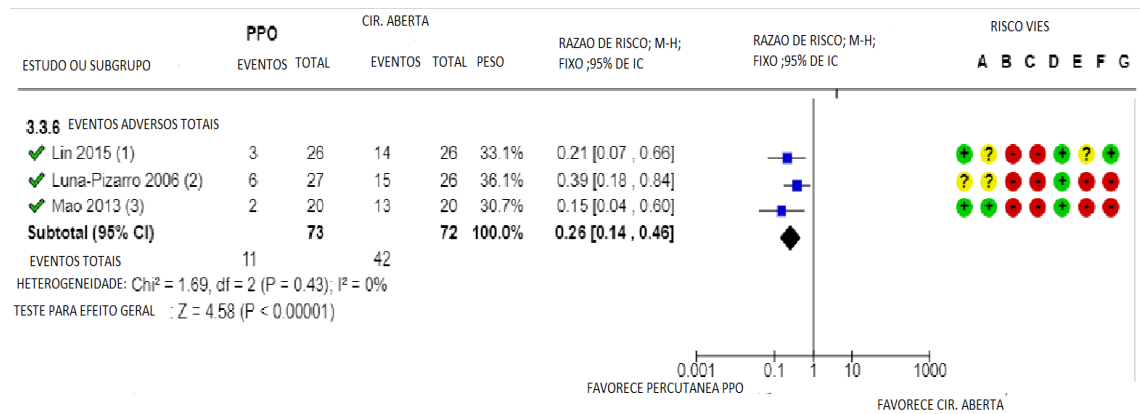 PPO CIR. ABERTA RISCO VIES
RAZAO DE RISCO; M-H; RAZAO DE RISCO; M-H;
ESTUDO OU SUBGRUPO EVENTOS TOTAL EVENTOS TOTAL PESO FIXO ;95% DE IC FIXO ;95% DE IC A B C D E F G
3.3.6 EVENTOS ADVERSOS TOTAIS
Lin 2015 (1) 3 26 14 26 33.1% 0.21 [0.07 , 0.66] + ? - - + ? +
Luna-Pizarro 2006 (2) 6 27 15 26 36.1% 0.39 [0.18 , 0.84] ? ? - - + - -
Mao 2013 (3) 2 20 13 20 30.7% 0.15 [0.04 , 0.60] + + - - + - -
Subtotal (95% CI) 73 72 100.0% 0.26 [0.14 , 0.46]
EVENTOS TOTAIS 11 42
HETEROGENEIDADE: Chi² = 1.69, df = 2 (P = 0.43); I² = 0%
TESTE PARA EFEITO GERAL : Z = 4.58 (P < 0.00001)
0.001 0.1 1 10 1000
FAVORECE PERCUTANEA PPO
FAVORECE CIR. ABERTA